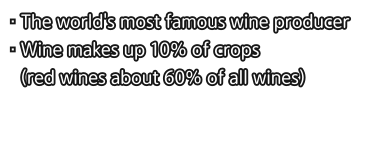 ▪ The world's most famous wine producer
▪ Wine makes up 10% of crops
(red wines about 60% of all wines)